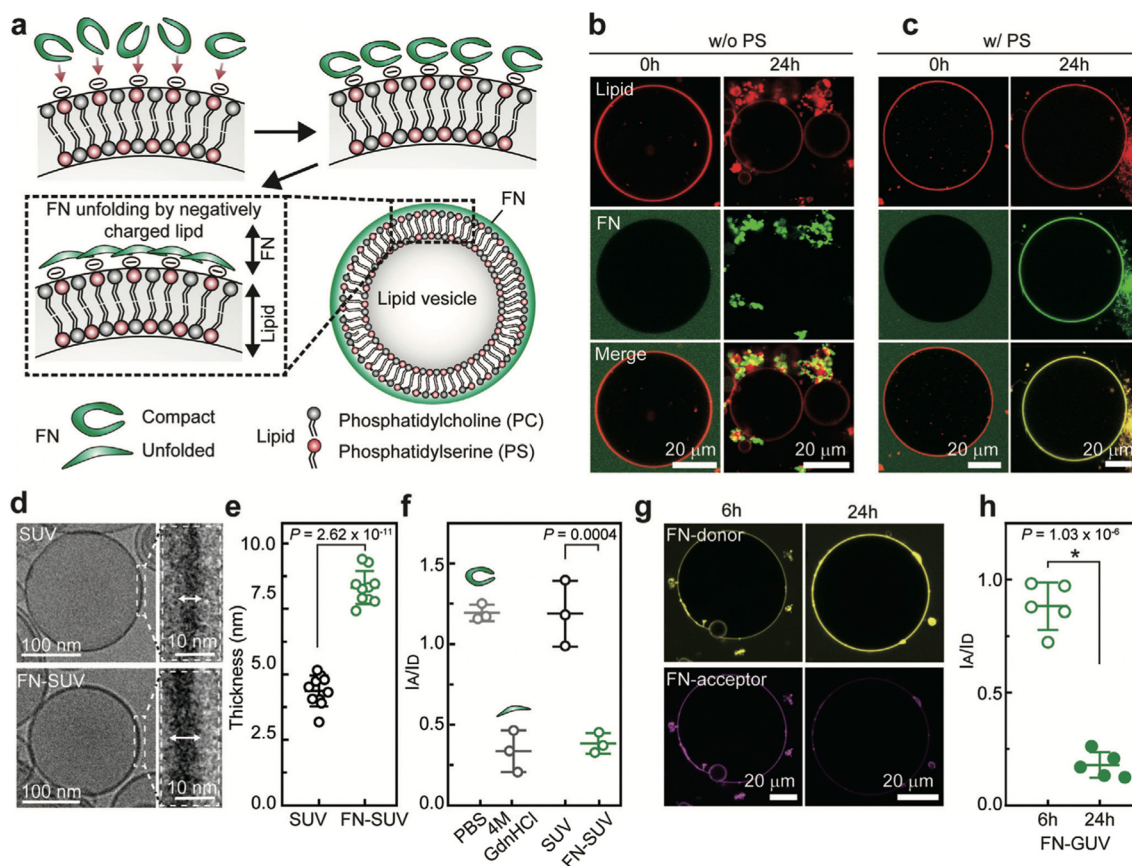 a
FN unfolding by negatively
charged lipd
FN
Lipid
FN
Lipid vesicle
FN
Compact
Unfolded
Lipid
Phosphatidylcholine (PC)
Phosphatidylserine (PS)
b
w/o PS
0h
24h
Lipid
FN
Merge
20 μm
20 μm
c
w/ PS
0h
24h
20 μm
20 μm
d
SUV
100 nm
10 nm
FN-SUV
100 nm
10 nm
e
P = 2.62 x 10-11
Thickness (nm)
10.0
7.5
5.0
2.5
0.0
SUV
FN-SUV
f
P = 0.0004
IA/ID
1.5
1.0
0.5
0.0
PBS
4M
GdnHCl
SUV
FN-SUV
g
6h
24h
FN-donor
FN-acceptor
20 μm
20 μm
h
P = 1.03 x 10-6
*
IA/ID
1.0
0.5
0.0
6h
24h
FN-GUV